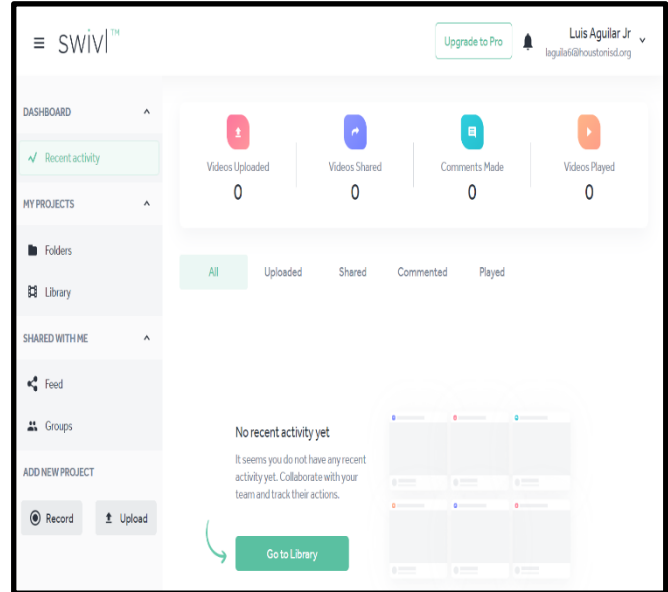 swivl™
Upgrade to Pro
Luis Aguilar Jr
laguila6@houstonisd.org
DASHBOARD
Recent activity
MY PROJECTS
Folders
Library
SHARED WITH ME
Feed
Groups
ADD NEW PROJECT
Record
Upload
Videos Uploaded
0
Videos Shared
0
Comments Made
0
Videos Played
0
All
Uploaded
Shared
Commented
Played
No recent activity yet
It seems you do not have any recent
activity yet. Collaborate with your
team and track their actions.
Go to Library